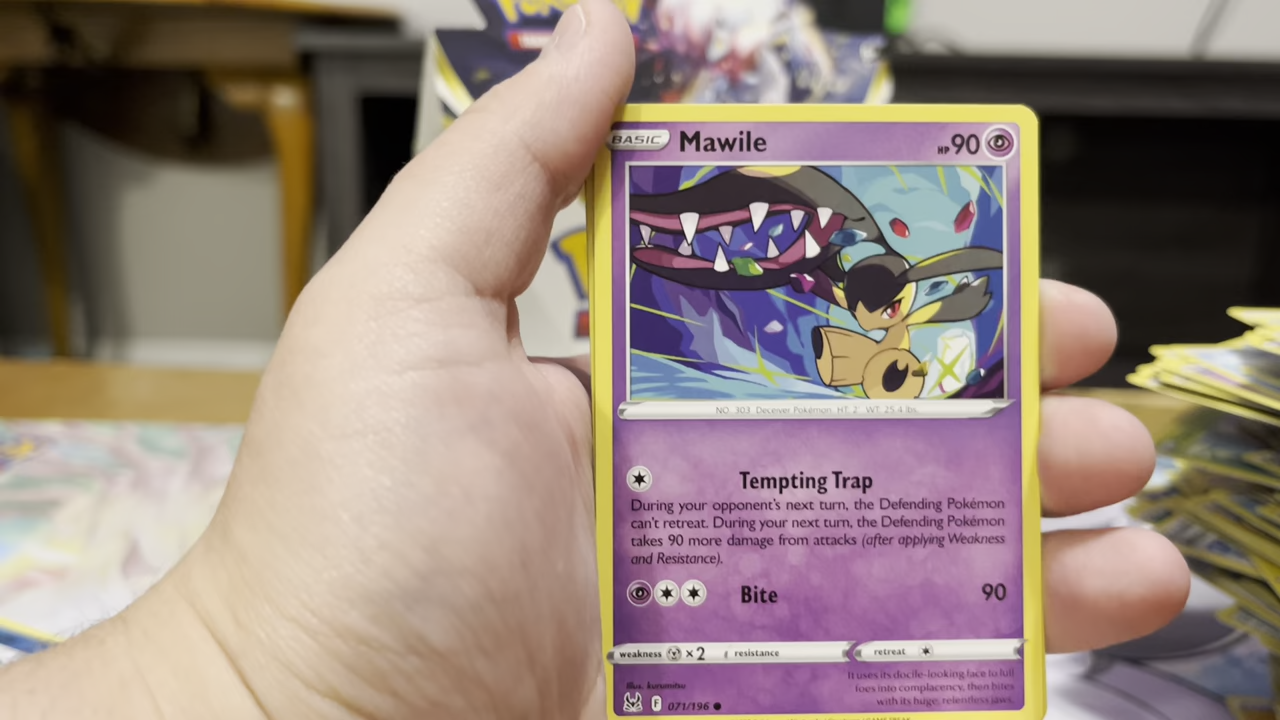 Pokémon
BASIC Mawile HP 90
NO. 303 Deceiver Pokémon HT: 2' WT: 25.4 lbs.
Tempting Trap
During your opponent's next turn, the Defending Pokémon
can't retreat. During your next turn, the Defending Pokémon
takes 90 more damage from attacks (after applying Weakness
and Resistance).
Bite 90
weakness ×2 resistance retreat
Illus. kurumitsu
It uses its docile-looking face to lull
foes into complacency, then bites
with its huge, relentless jaws.
F 071/196